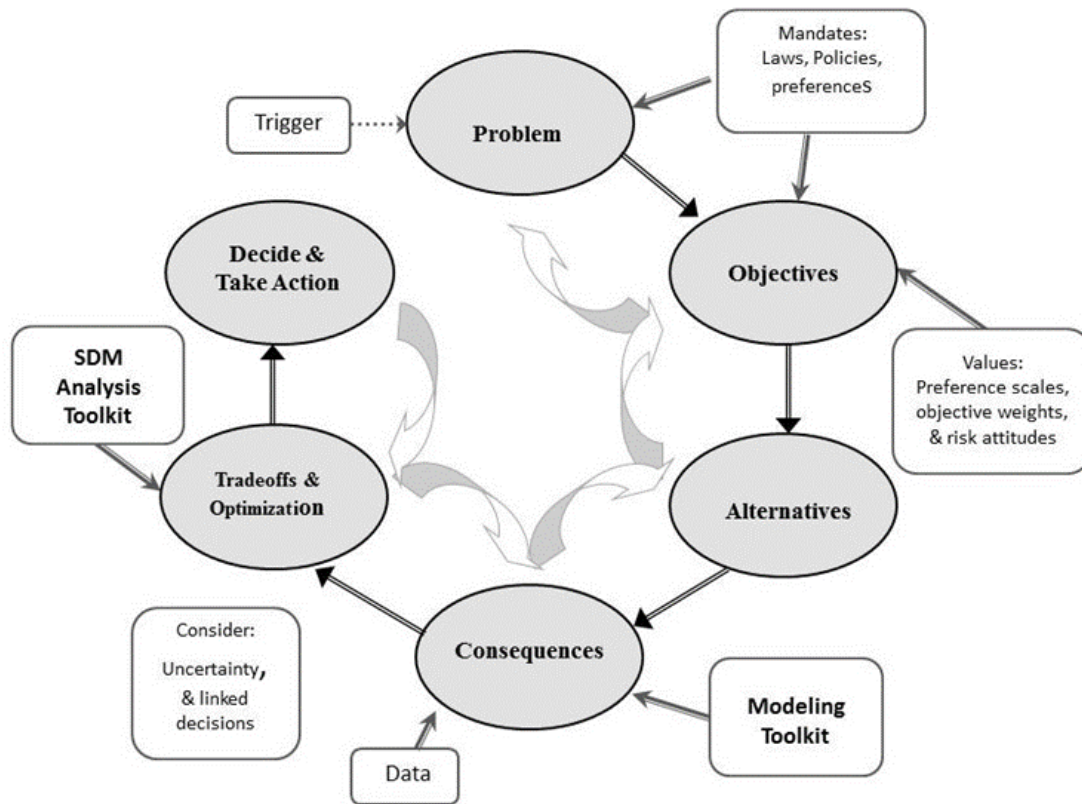 Mandates:
Laws, Policies,
preferences
Trigger
Problem
Decide &
Take Action
Objectives
SDM
Analysis
Toolkit
Values:
Preference scales,
objective weights,
& risk attitudes
Tradeoffs &
Optimization
Alternatives
Consider:
Uncertainty,
& linked
decisions
Consequences
Modeling
Toolkit
Data